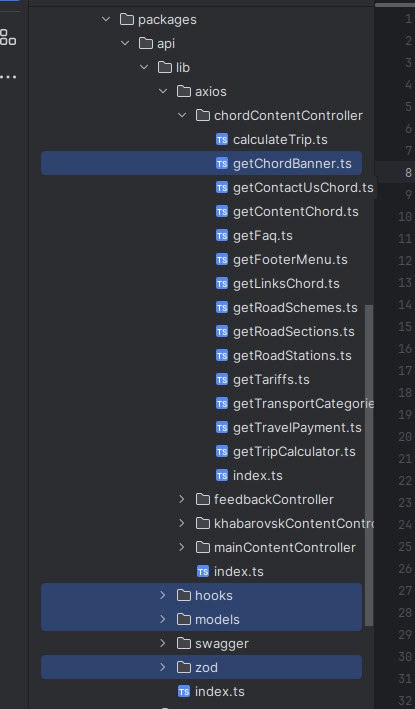 packages
api
lib
axios
chordContentController
TS calculateTrip.ts
TS getChordBanner.ts
TS getContactUsChord.ts
TS getContentChord.ts
TS getFaq.ts
TS getFooterMenu.ts
TS getLinksChord.ts
TS getRoadSchemes.ts
TS getRoadSections.ts
TS getRoadStations.ts
TS getTariffs.ts
TS getTransportCategorie
TS getTravelPayment.ts
TS getTripCalculator.ts
TS index.ts
feedbackController
khabarovskContentContro
mainContentController
TS index.ts
hooks
models
swagger
zod
TS index.ts
1
2
3
4
5
6
7
8
9
10
11
12
13
14
15
16
17
18
19
20
21
22
23
24
25
26
27
28
29
30
31
32